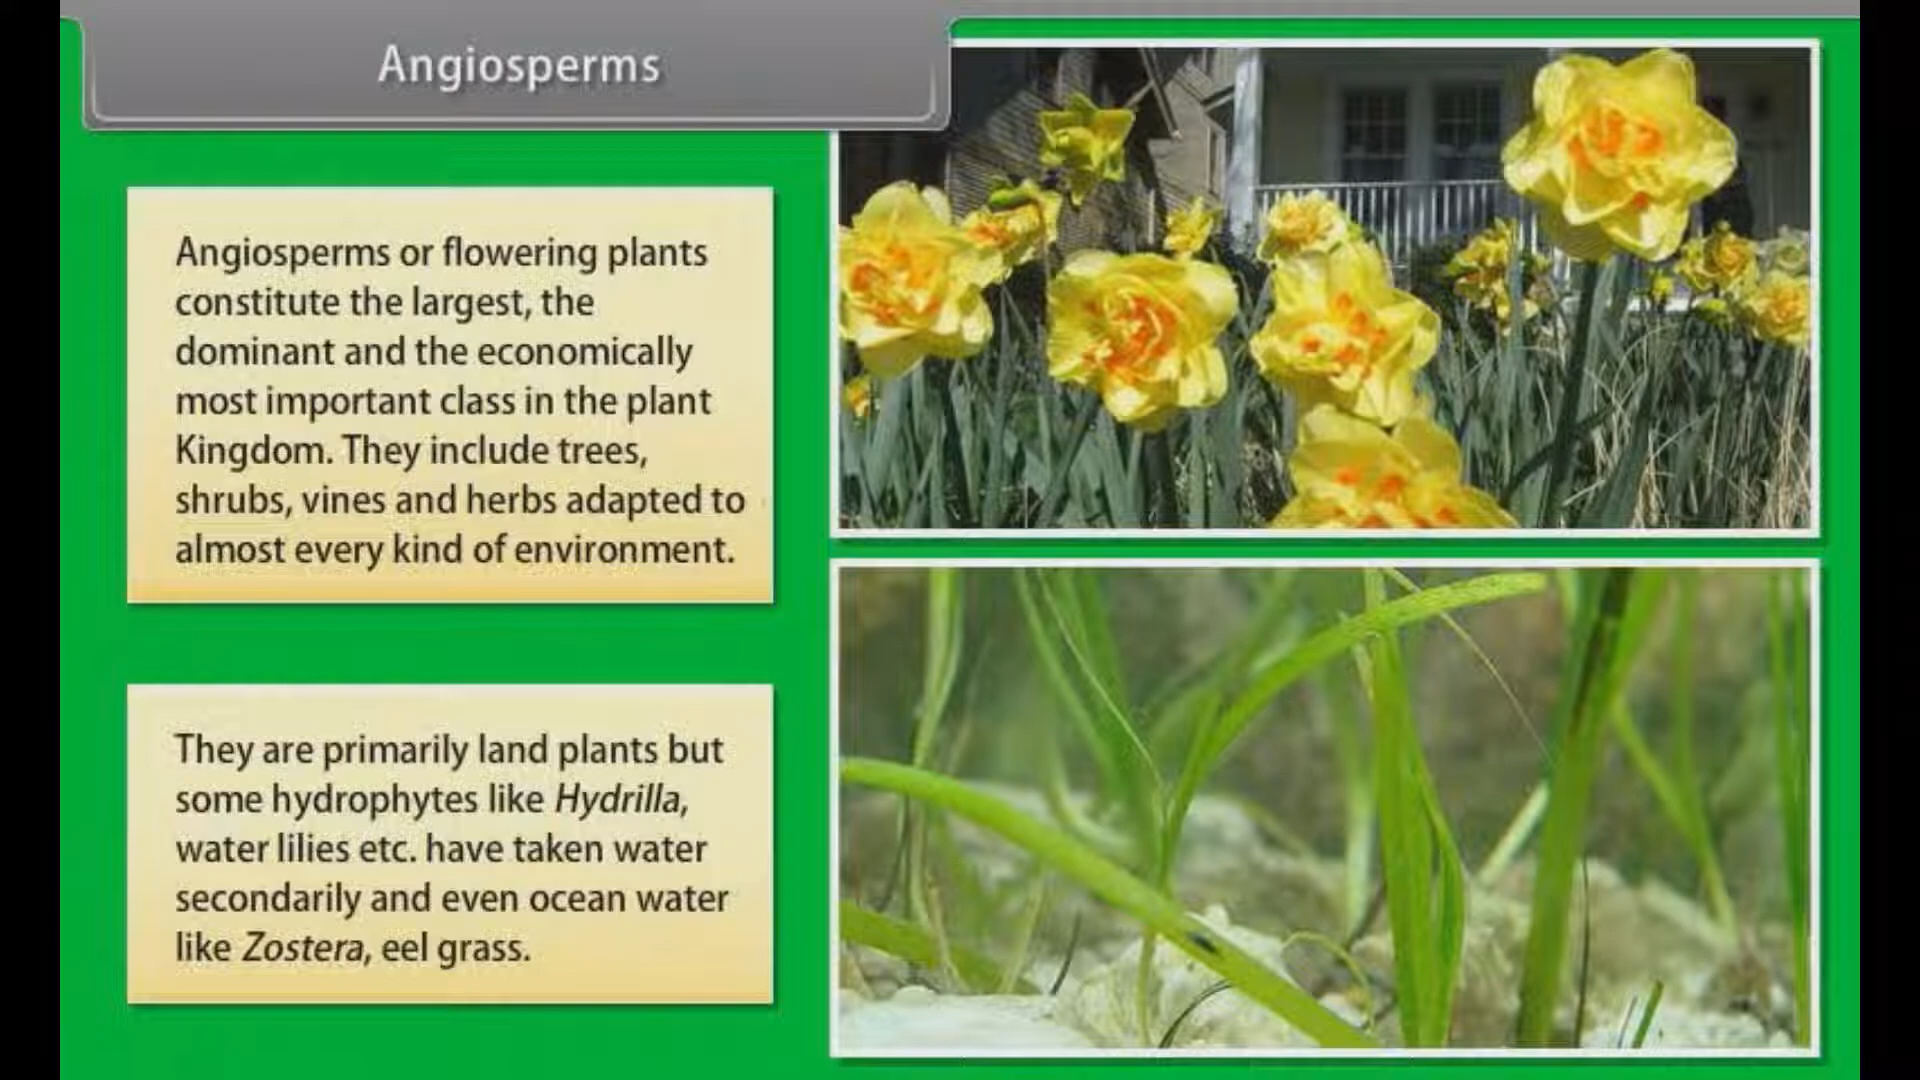 Angiosperms
Angiosperms or flowering plants
constitute the largest, the
dominant and the economically
most important class in the plant
Kingdom. They include trees,
shrubs, vines and herbs adapted to
almost every kind of environment.
They are primarily land plants but
some hydrophytes like Hydrilla,
water lilies etc. have taken water
secondarily and even ocean water
like Zostera, eel grass.